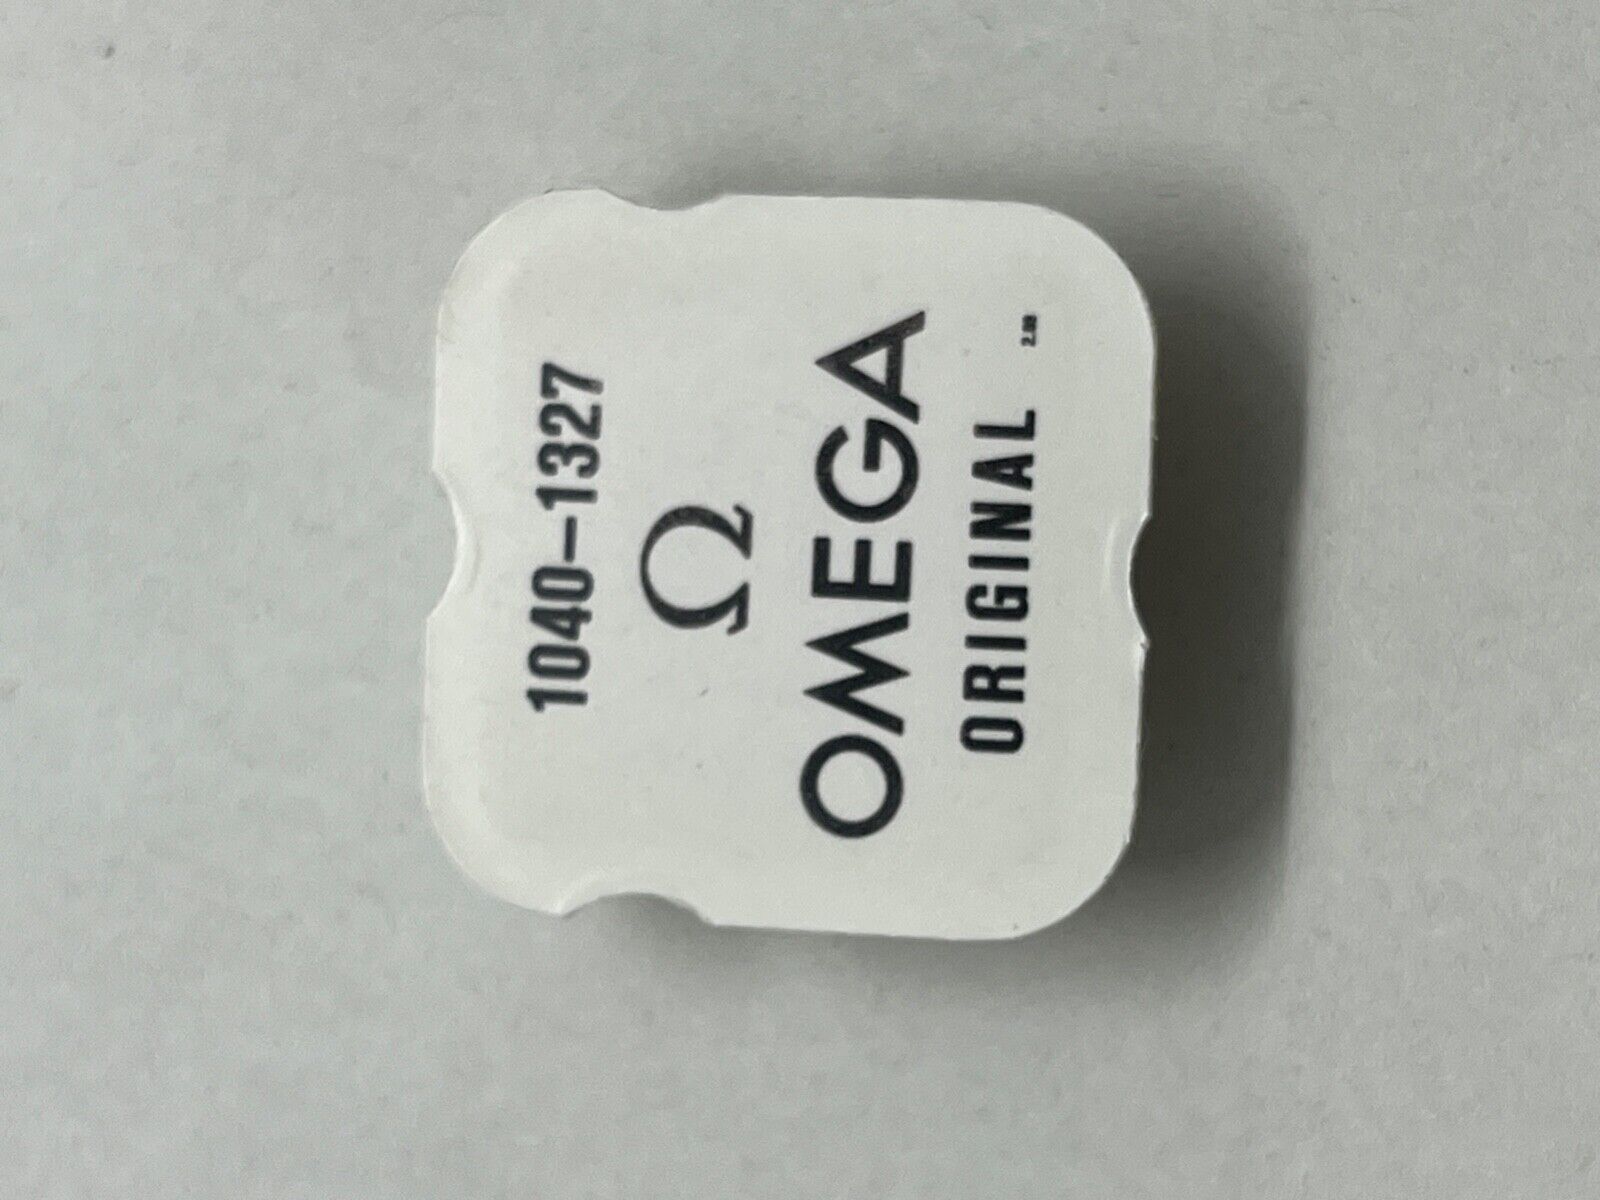 1040–1327
Ω
OMEGA
ORIGINAL